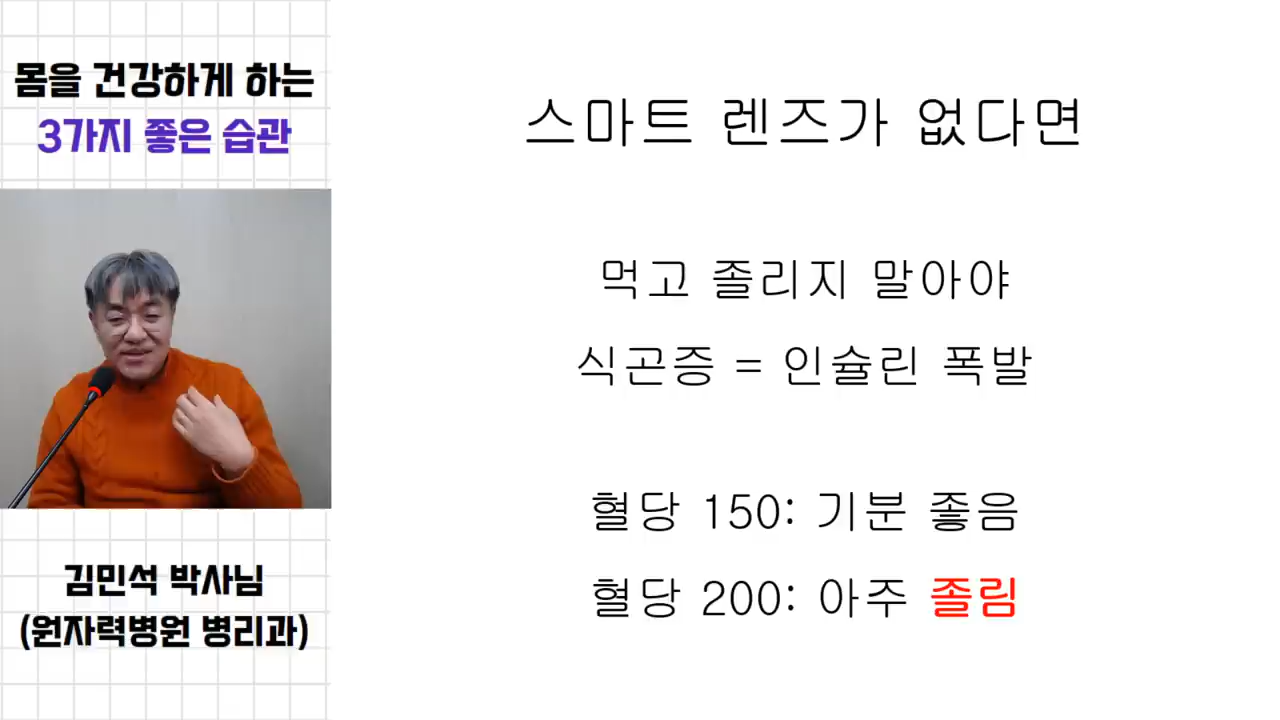 몸을 건강하게 하는
3가지 좋은 습관
김민석 박사님
(원자력병원 병리과)
스마트 렌즈가 없다면
먹고 졸리지 말아야
식곤증 = 인슐린 폭발
혈당 150: 기분 좋음
혈당 200: 아주 졸림